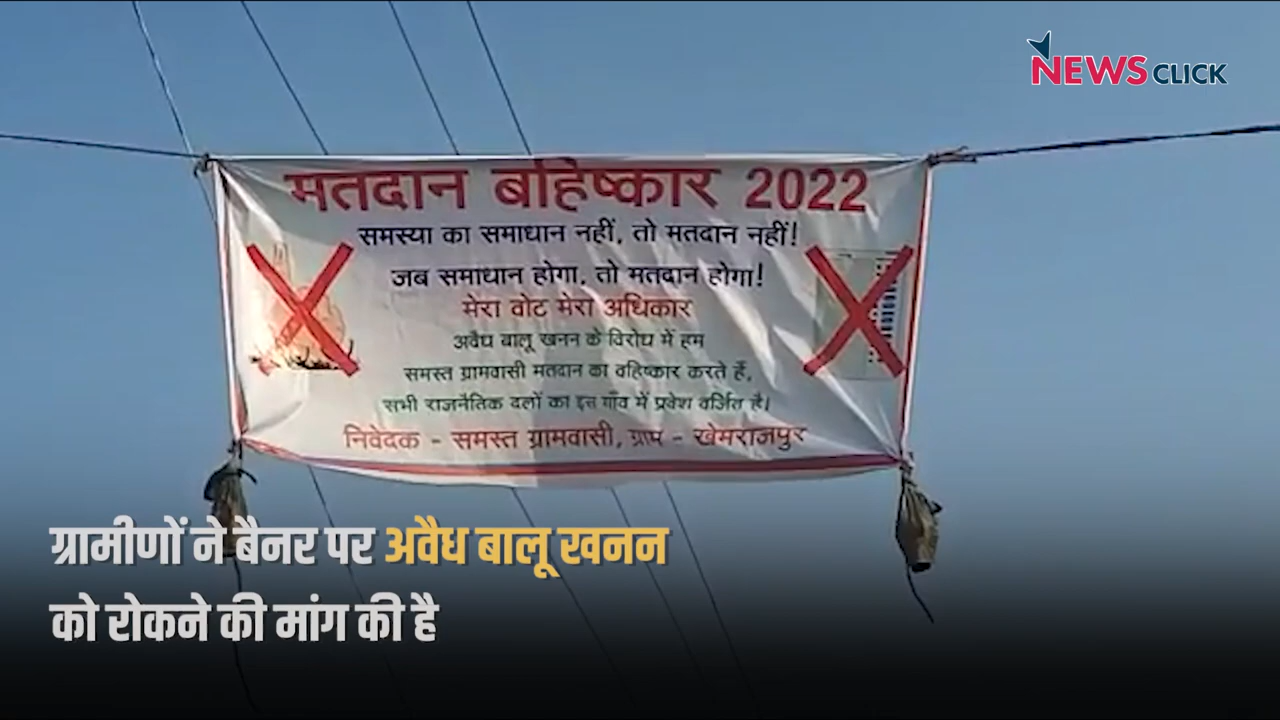 NEWS CLICK
मतदान बहिष्कार 2022
समस्या का समाधान नहीं, तो मतदान नहीं!
जब समाधान होगा, तो मतदान होगा!
मेरा वोट मेरा अधिकार
अवैध बालू खनन के विरोध में हम
समस्त ग्रामवासी मतदान का वहिष्कार करते हैं,
सभी राजनैतिक दलों का इस गाँव में प्रवेश वर्जित है।
निवेदक - समस्त ग्रामवासी, ग्राम - खेमराजपुर
ग्रामीणों ने बैनर पर अवैध बालू खनन
को रोकने की मांग की है